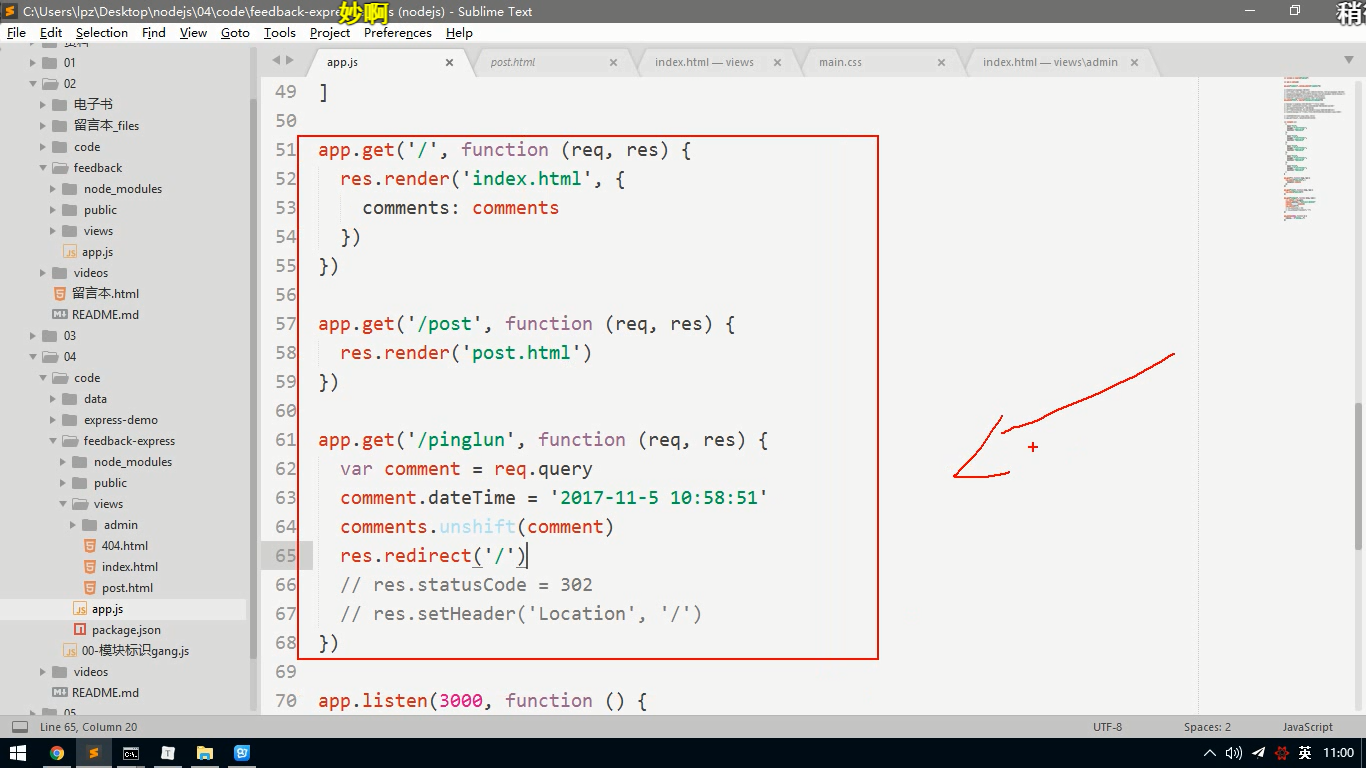 C:\Users\lpz\Desktop\nodejs\04\code\feedback-expre (nodejs) - Sublime Text
妙啊
稍
File Edit Selection Find View Goto Tools Project Preferences Help
01
02
电子书
留言本_files
code
feedback
node_modules
public
views
app.js
videos
留言本.html
README.md
03
04
code
data
express-demo
feedback-express
node_modules
public
views
admin
404.html
index.html
post.html
app.js
package.json
00-模块标识gang.js
videos
README.md
05
app.js post.html index.html — views main.css index.html — views\admin
49 ]
50
51 app.get('/', function (req, res) {
52 res.render('index.html', {
53 comments: comments
54 })
55 })
56
57 app.get('/post', function (req, res) {
58 res.render('post.html')
59 })
60
61 app.get('/pinglun', function (req, res) {
62 var comment = req.query
63 comment.dateTime = '2017-11-5 10:58:51'
64 comments.unshift(comment)
65 res.redirect('/')
66 // res.statusCode = 302
67 // res.setHeader('Location', '/')
68 })
69
70 app.listen(3000, function () {
Line 65, Column 20 UTF-8 Spaces: 2 JavaScript
英 11:00